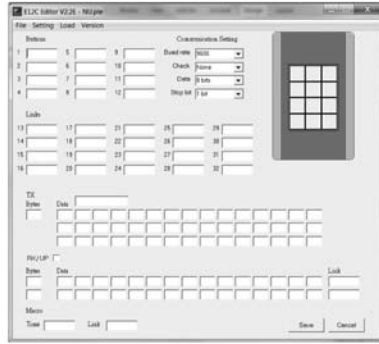 E12C Editor V2.2E - NU.pte
File Setting Load Version
Buttons
Communication Setting
1 5 9
Baud rate 9600
2 6 10
Check None
3 7 11
Data 8 bits
4 8 12
Stop bit 1 bit
Links
13 17 21 25 29
14 18 22 26 30
15 19 23 27 31
16 20 24 28 32
TX
Bytes Data
RX/UP
Bytes Data Link
Macro
Time Link
Save Cancel